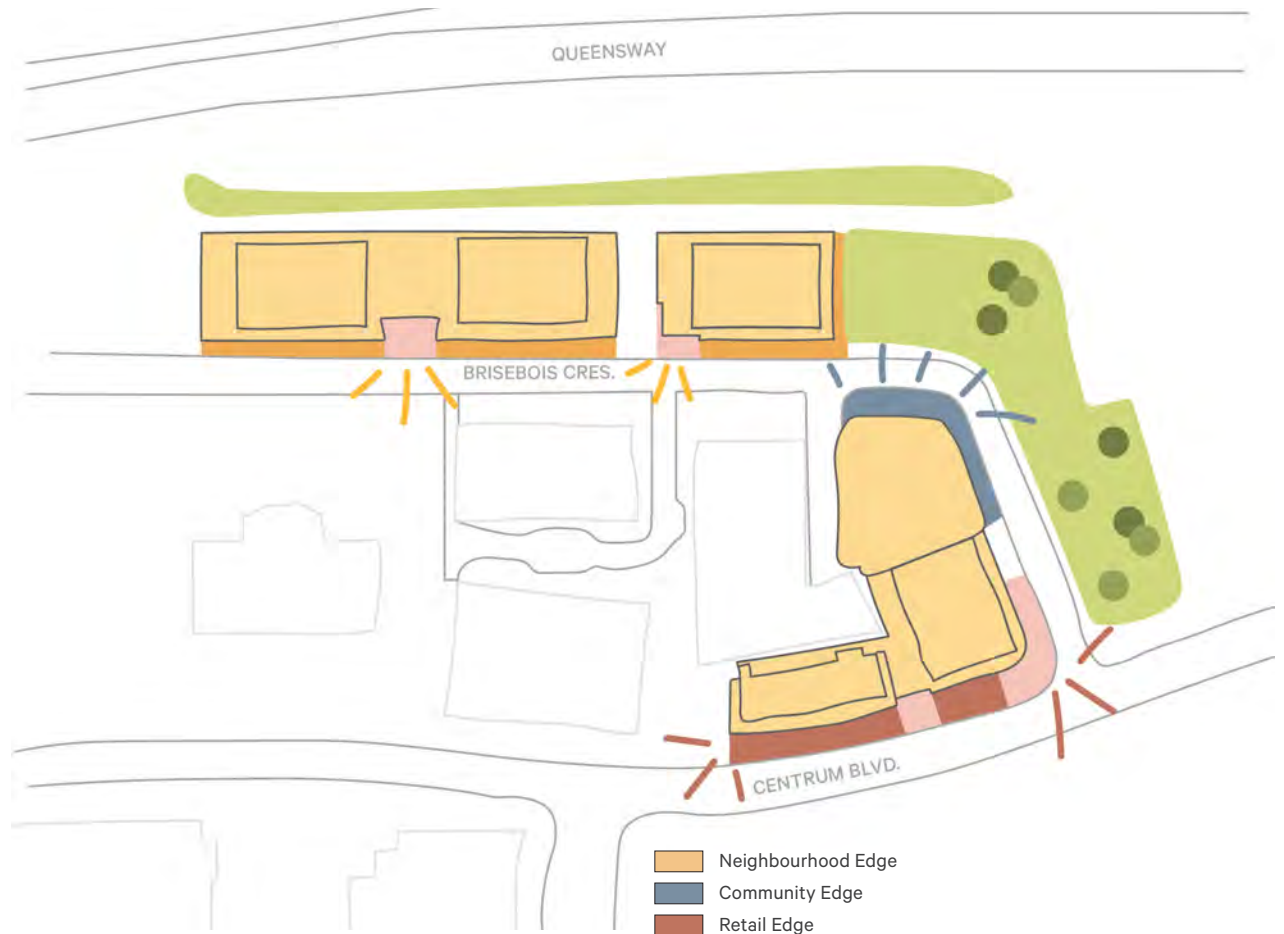 QUEENSWAY
BRISEBOIS CRES.
CENTRUM BLVD.
Neighbourhood Edge
Community Edge
Retail Edge